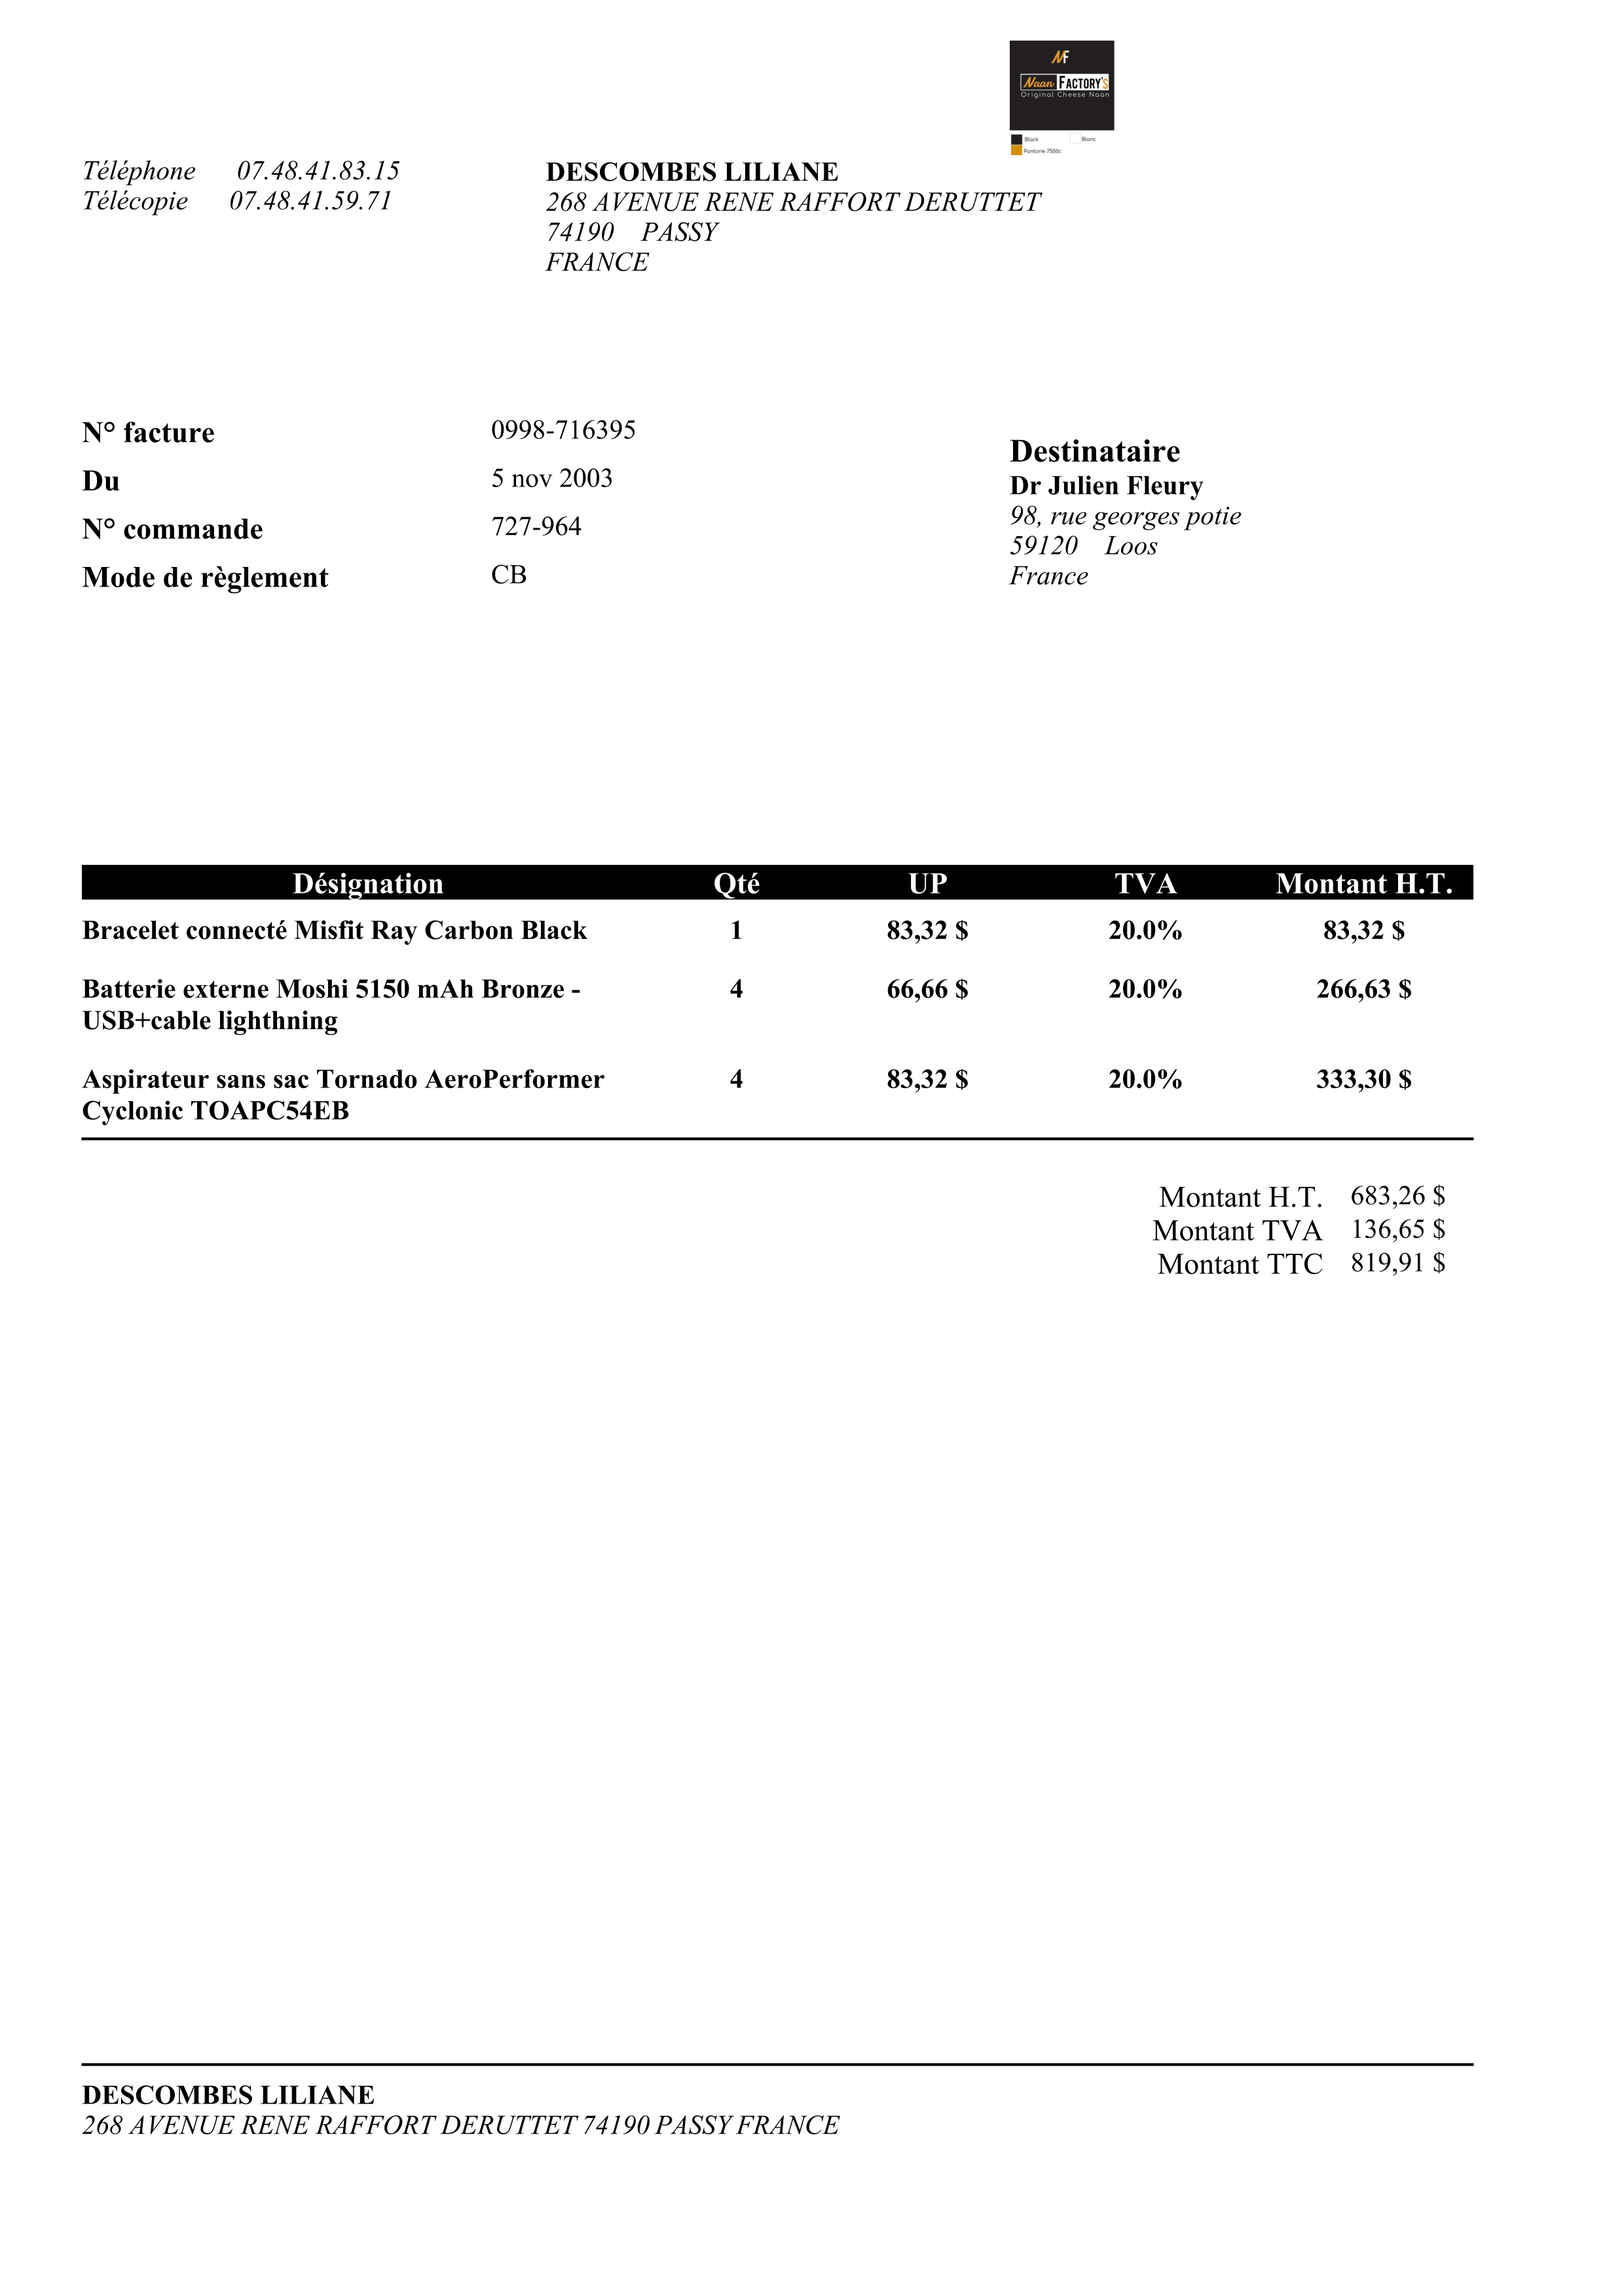 MF
Naan FACTORY'S
Original Cheese Naan
Black Blanc
Pantone 7550c
Téléphone 07.48.41.83.15
Télécopie 07.48.41.59.71
DESCOMBES LILIANE
268 AVENUE RENE RAFFORT DERUTTET
74190 PASSY
FRANCE
N° facture 0998-716395
Du 5 nov 2003
N° commande 727-964
Mode de règlement CB
Destinataire
Dr Julien Fleury
98, rue georges potie
59120 Loos
France
Désignation Qté UP TVA Montant H.T.
Bracelet connecté Misfit Ray Carbon Black 1 83,32 $ 20.0% 83,32 $
Batterie externe Moshi 5150 mAh Bronze - 4 66,66 $ 20.0% 266,63 $
USB+cable lighthning
Aspirateur sans sac Tornado AeroPerformer 4 83,32 $ 20.0% 333,30 $
Cyclonic TOAPC54EB
Montant H.T. 683,26 $
Montant TVA 136,65 $
Montant TTC 819,91 $
DESCOMBES LILIANE
268 AVENUE RENE RAFFORT DERUTTET 74190 PASSY FRANCE